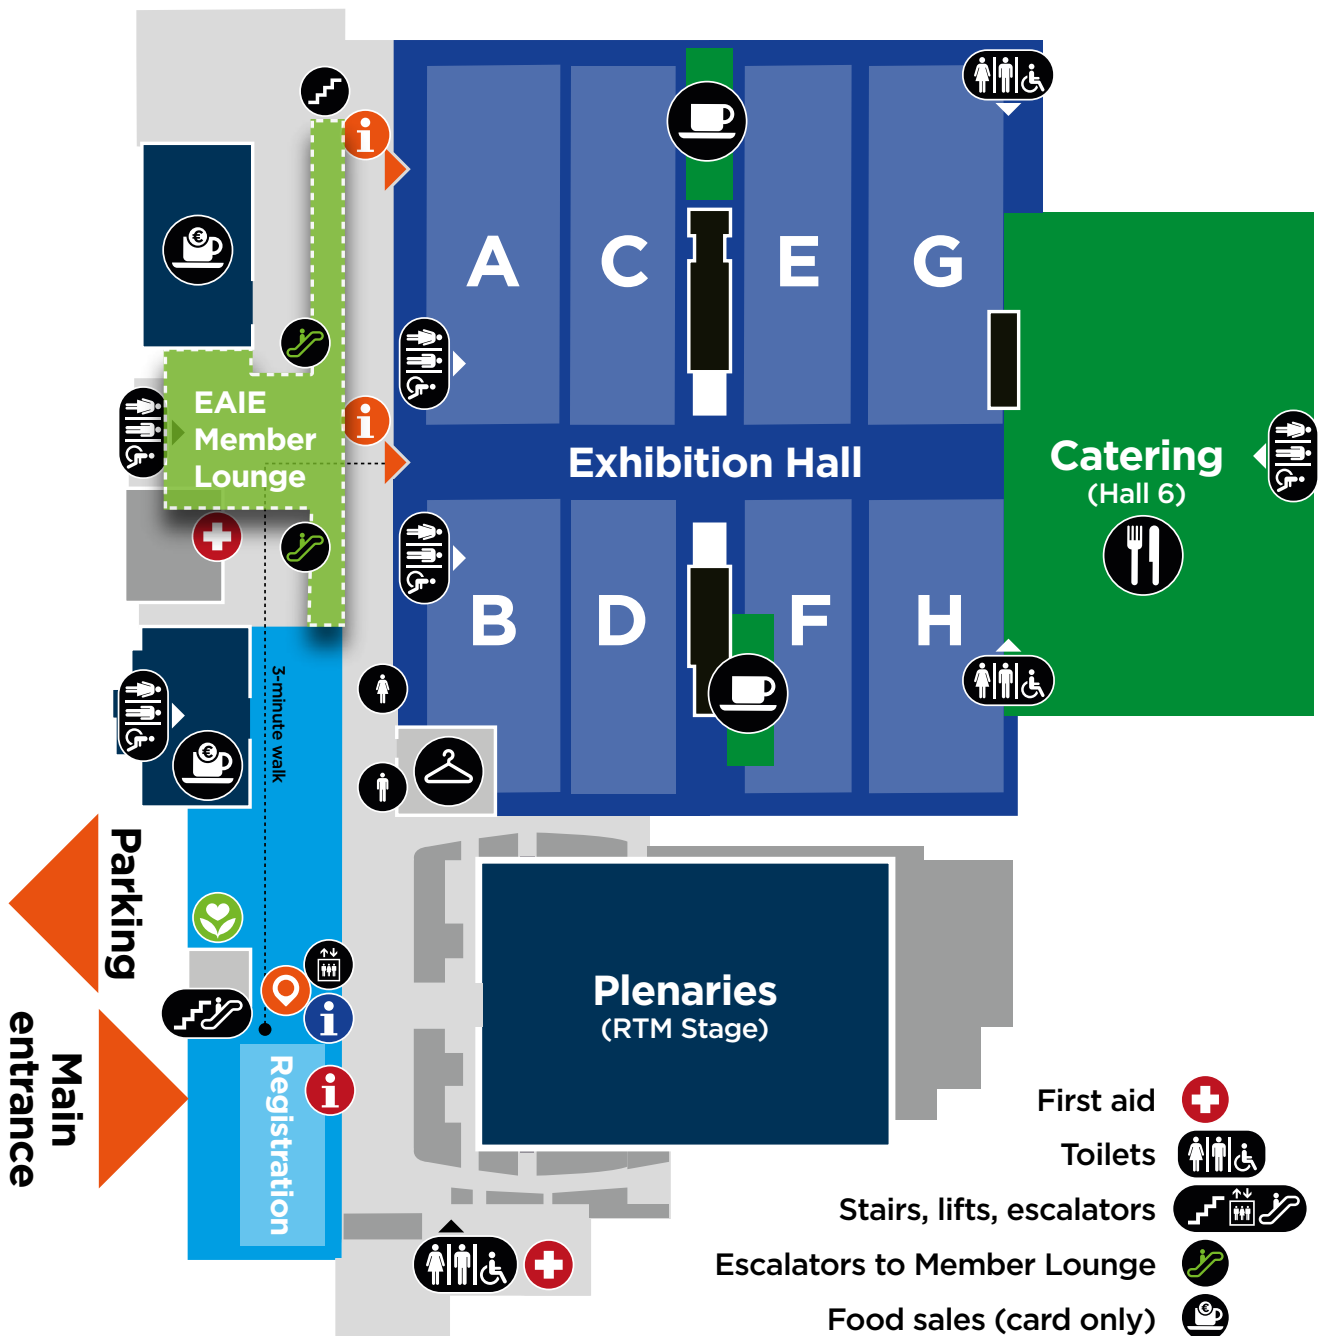 A
C
E
G
EAIE
Member
Lounge
Exhibition Hall
Catering
(Hall 6)
B
D
F
H
3-minute walk
Parking
Main
entrance
Registration
Plenaries
(RTM Stage)
First aid
Toilets
Stairs, lifts, escalators
Escalators to Member Lounge
Food sales (card only)